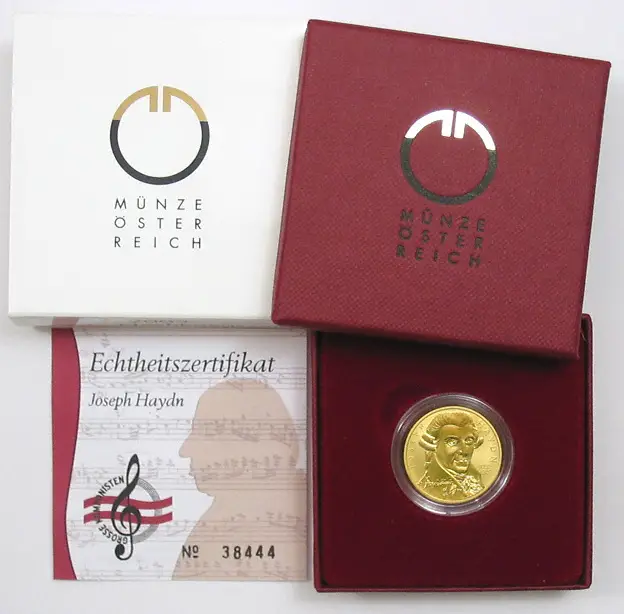 MÜNZE
ÖSTER
REICH
MÜNZE
ÖSTER
REICH
Echtheitszertifikat
Joseph Haydn
GROSSE KOMPONISTEN
Nº 38444